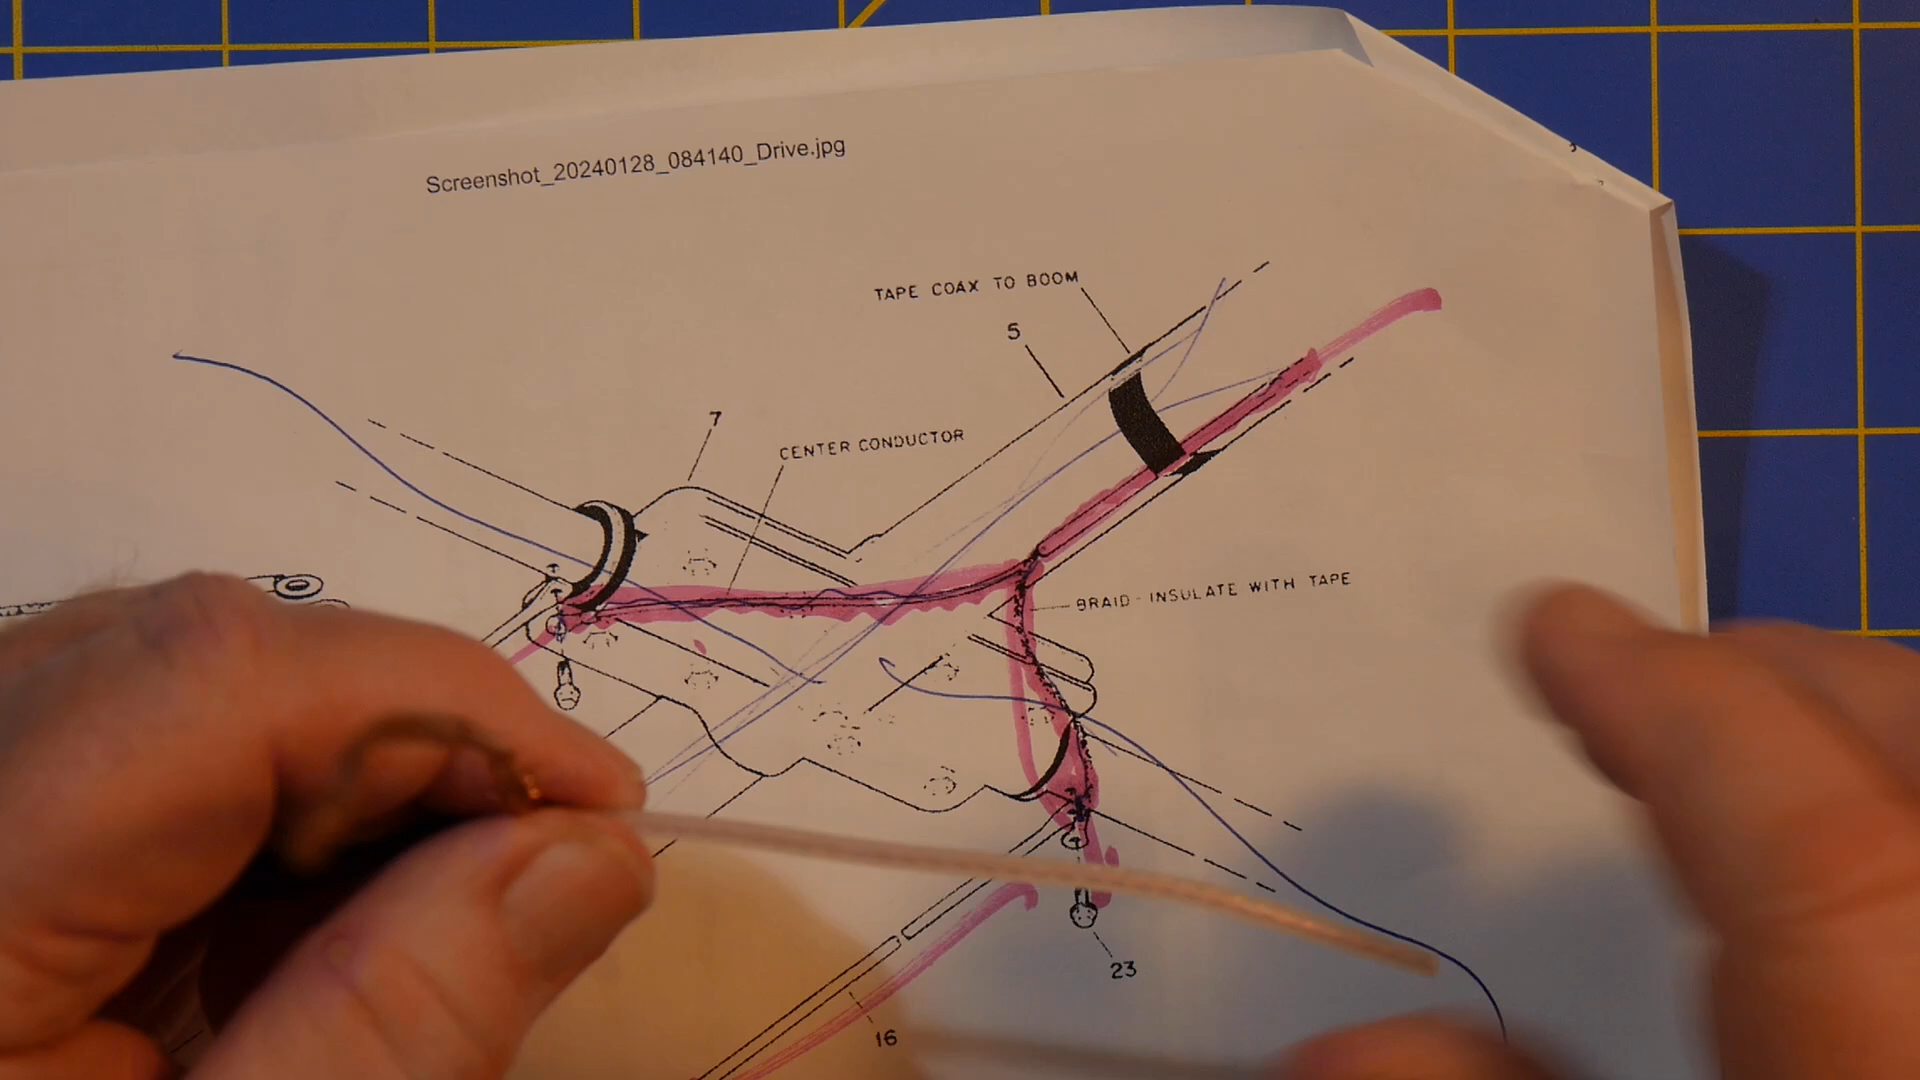 Screenshot_20240128_084140_Drive.jpg
TAPE COAX TO BOOM
5
7
CENTER CONDUCTOR
BRAID - INSULATE WITH TAPE
23
16